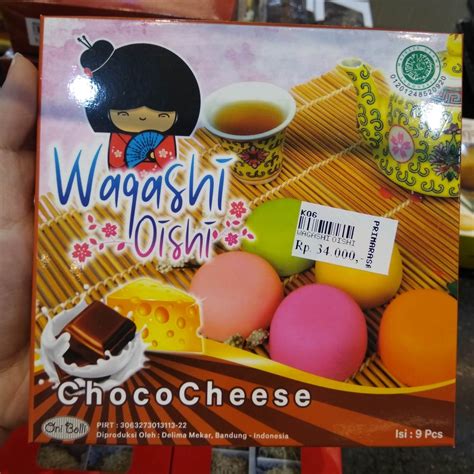 01201248520920
Wagashi
Oishi
K06
WAGASHI OISHI
Rp. 34.000,-
PRIMARASA
ChocoCheese
Oni Bolli
PIRT : 3063273013113-22
Diproduksi Oleh : Delima Mekar, Bandung - Indonesia
Isi : 9 Pcs